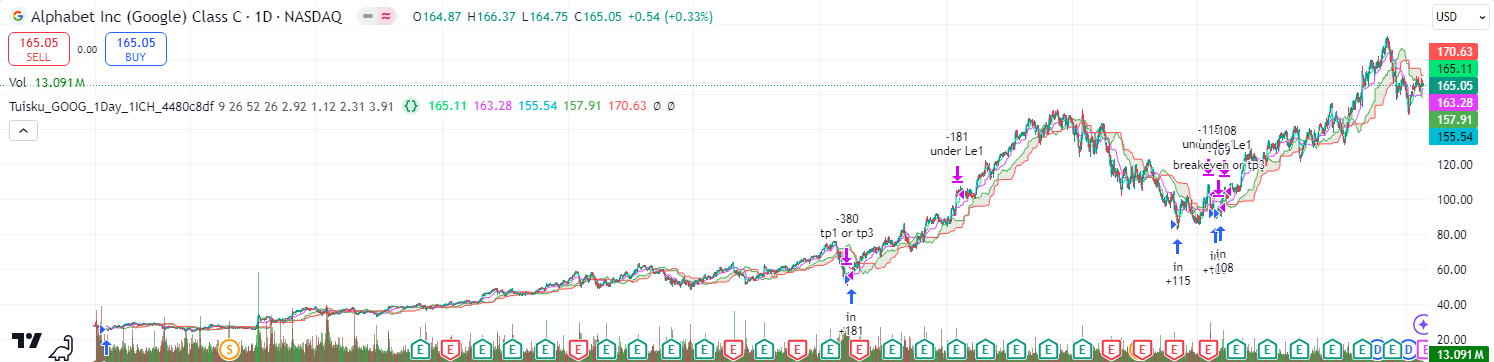 Alphabet Inc (Google) Class C · 1D · NASDAQ O164.87 H166.37 L164.75 C165.05 +0.54 (+0.33%)
USD
165.05 SELL 0.00 165.05 BUY
Vol 13.091 M
Tuisku_GOOG_1Day_1ICH_4480c8df 9 26 52 26 2.92 1.12 2.31 3.91 {} 165.11 163.28 155.54 157.91 170.63 ø ø
170.63
165.11
165.05
163.28
157.91
155.54
120.00
100.00
80.00
60.00
40.00
20.00
13.091 M
-380
tp1 or tp3
in
+181
-181
under Le1
-115
108
under Le1
-109
breakeven or tp3
in
+115
in
108
S
E E E E E E E E E E E E E E E E E E E E E E E E E E
D D